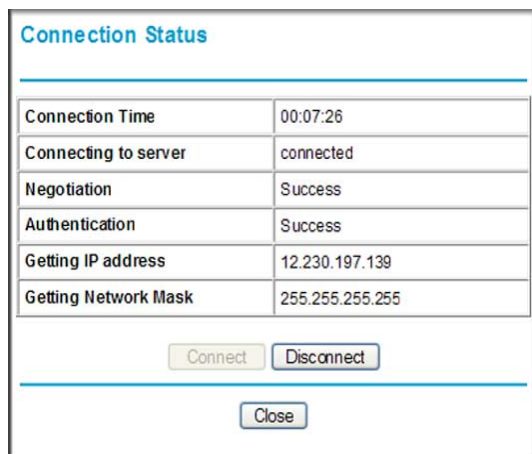 Connection Status
Connection Time 00:07:26
Connecting to server connected
Negotiation Success
Authentication Success
Getting IP address 12.230.197.139
Getting Network Mask 255.255.255.255
Connect Disconnect
Close